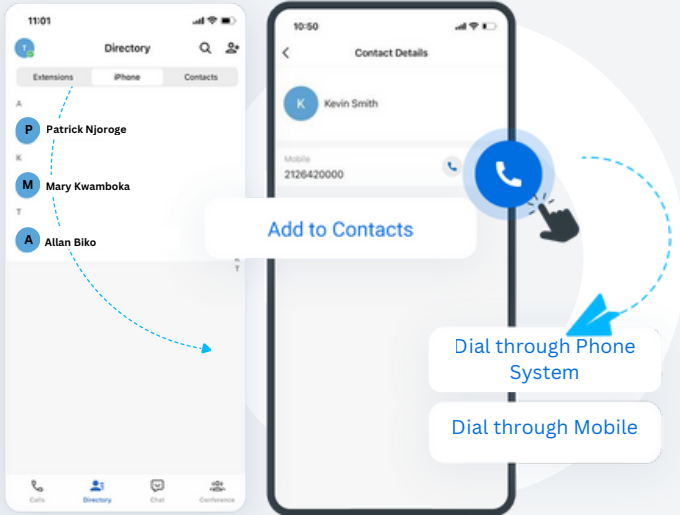 11:01
T
Directory
Extensions
iPhone
Contacts
A
P
Patrick Njoroge
K
M
Mary Kwamboka
T
A
Allan Biko
T
Calls
Directory
Chat
Conference
10:50
Contact Details
K
Kevin Smith
Mobile
2126420000
Add to Contacts
Dial through Phone
System
Dial through Mobile